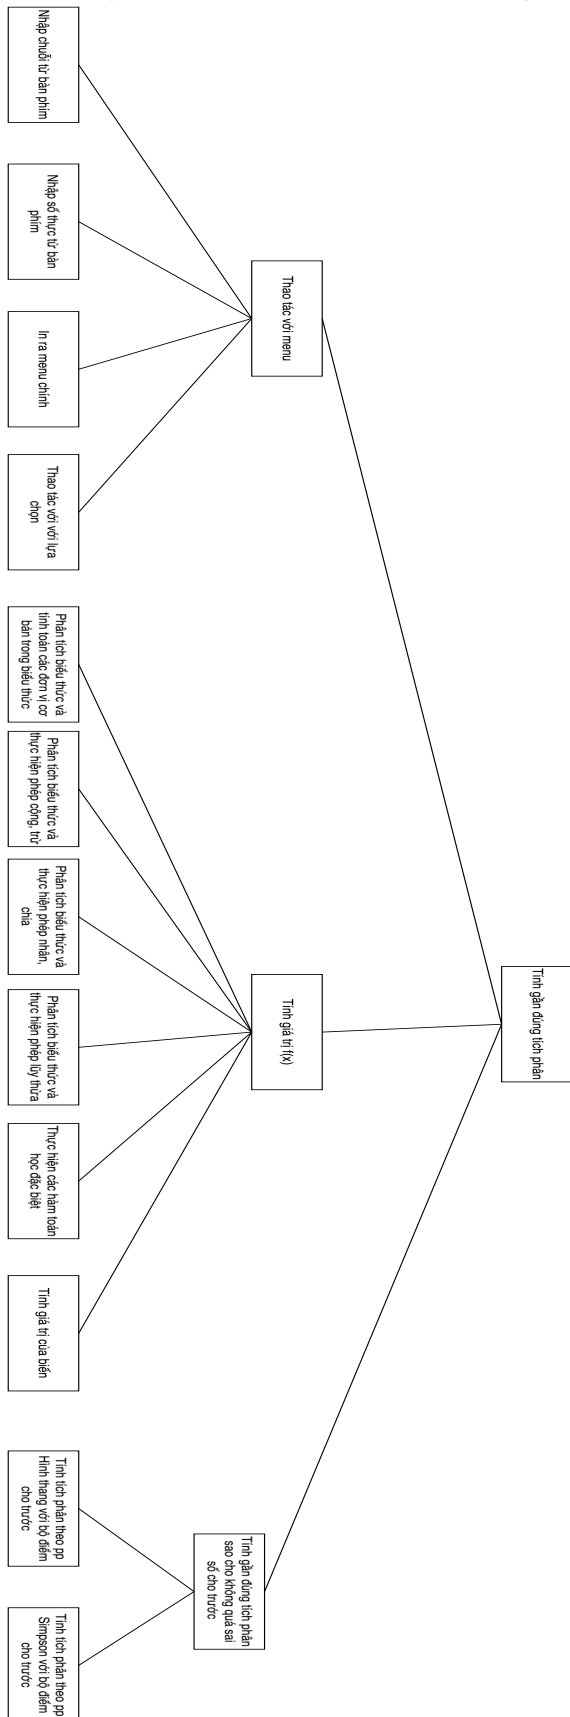 Tính gần đúng tích phân
Thao tác với menu
Tính giá trị f(x)
Tính gần đúng tích phân
sao cho không quá sai
số cho trước
Nhập chuỗi từ bàn phím
Nhập số thực từ bàn
phím
In ra menu chính
Thao tác với với lựa
chọn
Phân tích biểu thức và
tính toán các đơn vị cơ
bản trong biểu thức
Phân tích biểu thức và
thực hiện phép cộng, trừ
Phân tích biểu thức và
thực hiện phép nhân,
chia
Phân tích biểu thức và
thực hiện phép lũy thừa
Thực hiện các hàm toán
học đặc biệt
Tính giá trị của biến
Tính tích phân theo pp
Hình thang với bộ điểm
cho trước
Tính tích phân theo pp
Simpson với bộ điểm
cho trước